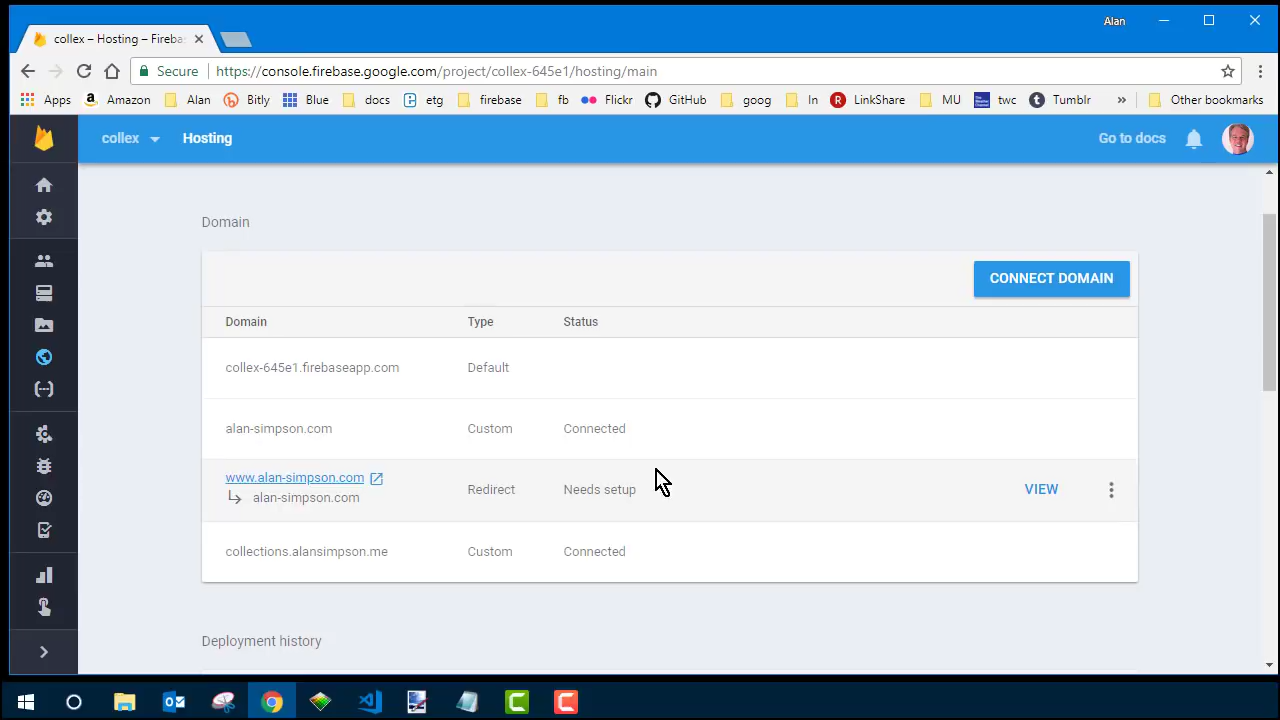 Alan
collex – Hosting – Fireba
Secure https://console.firebase.google.com/project/collex-645e1/hosting/main
Apps Amazon Alan Bitly Blue docs etg firebase fb Flickr GitHub goog In LinkShare MU twc Tumblr » Other bookmarks
collex Hosting Go to docs
Domain
CONNECT DOMAIN
Domain Type Status
collex-645e1.firebaseapp.com Default
alan-simpson.com Custom Connected
www.alan-simpson.com
alan-simpson.com Redirect Needs setup VIEW
collections.alansimpson.me Custom Connected
Deployment history